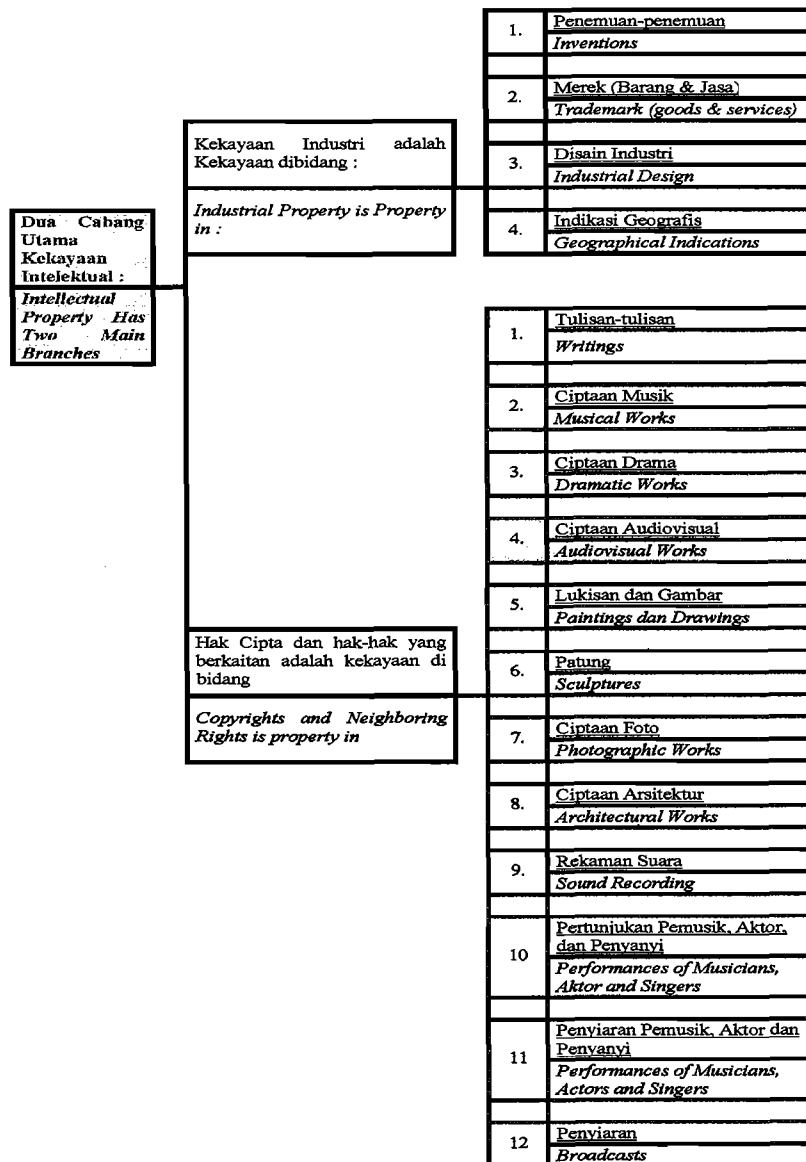 Dua Cabang
Utama
Kekayaan
Intelektual :
Intellectual
Property Has
Two Main
Branches
Kekayaan Industri adalah
Kekayaan dibidang :
Industrial Property is Property
in :
1.
Penemuan-penemuan
Inventions
2.
Merek (Barang & Jasa)
Trademark (goods & services)
3.
Disain Industri
Industrial Design
4.
Indikasi Geografis
Geographical Indications
Hak Cipta dan hak-hak yang
berkaitan adalah kekayaan di
bidang
Copyrights and Neighboring
Rights is property in
1.
Tulisan-tulisan
Writings
2.
Ciptaan Musik
Musical Works
3.
Ciptaan Drama
Dramatic Works
4.
Ciptaan Audiovisual
Audiovisual Works
5.
Lukisan dan Gambar
Paintings dan Drawings
6.
Patung
Sculptures
7.
Ciptaan Foto
Photographic Works
8.
Ciptaan Arsitektur
Architectural Works
9.
Rekaman Suara
Sound Recording
10
Pertunjukan Pemusik, Aktor,
dan Penyanyi
Performances of Musicians,
Aktor and Singers
11
Penyiaran Pemusik, Aktor dan
Penyanyi
Performances of Musicians,
Actors and Singers
12
Penyiaran
Broadcasts